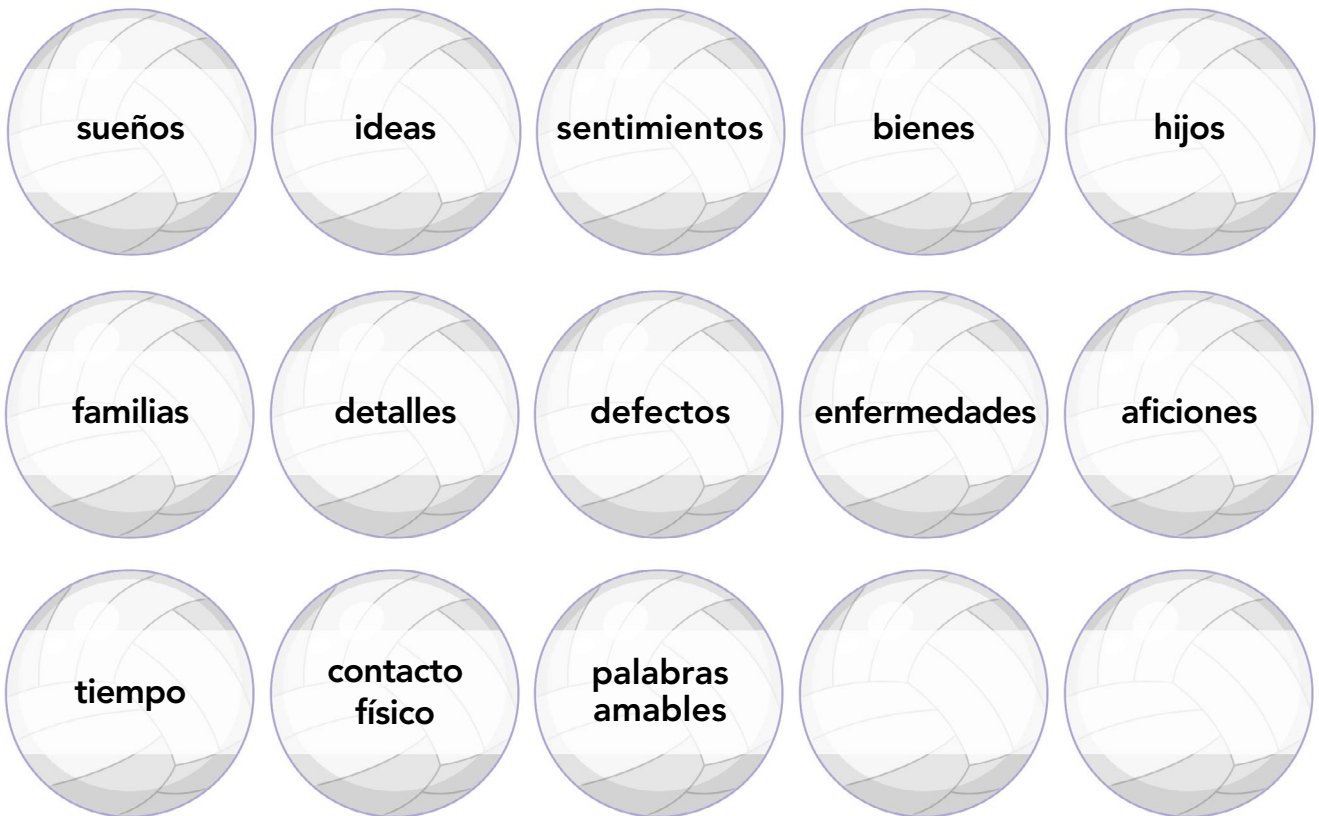 sueños
ideas
sentimientos
bienes
hijos
familias
detalles
defectos
enfermedades
aficiones
tiempo
contacto
físico
palabras
amables